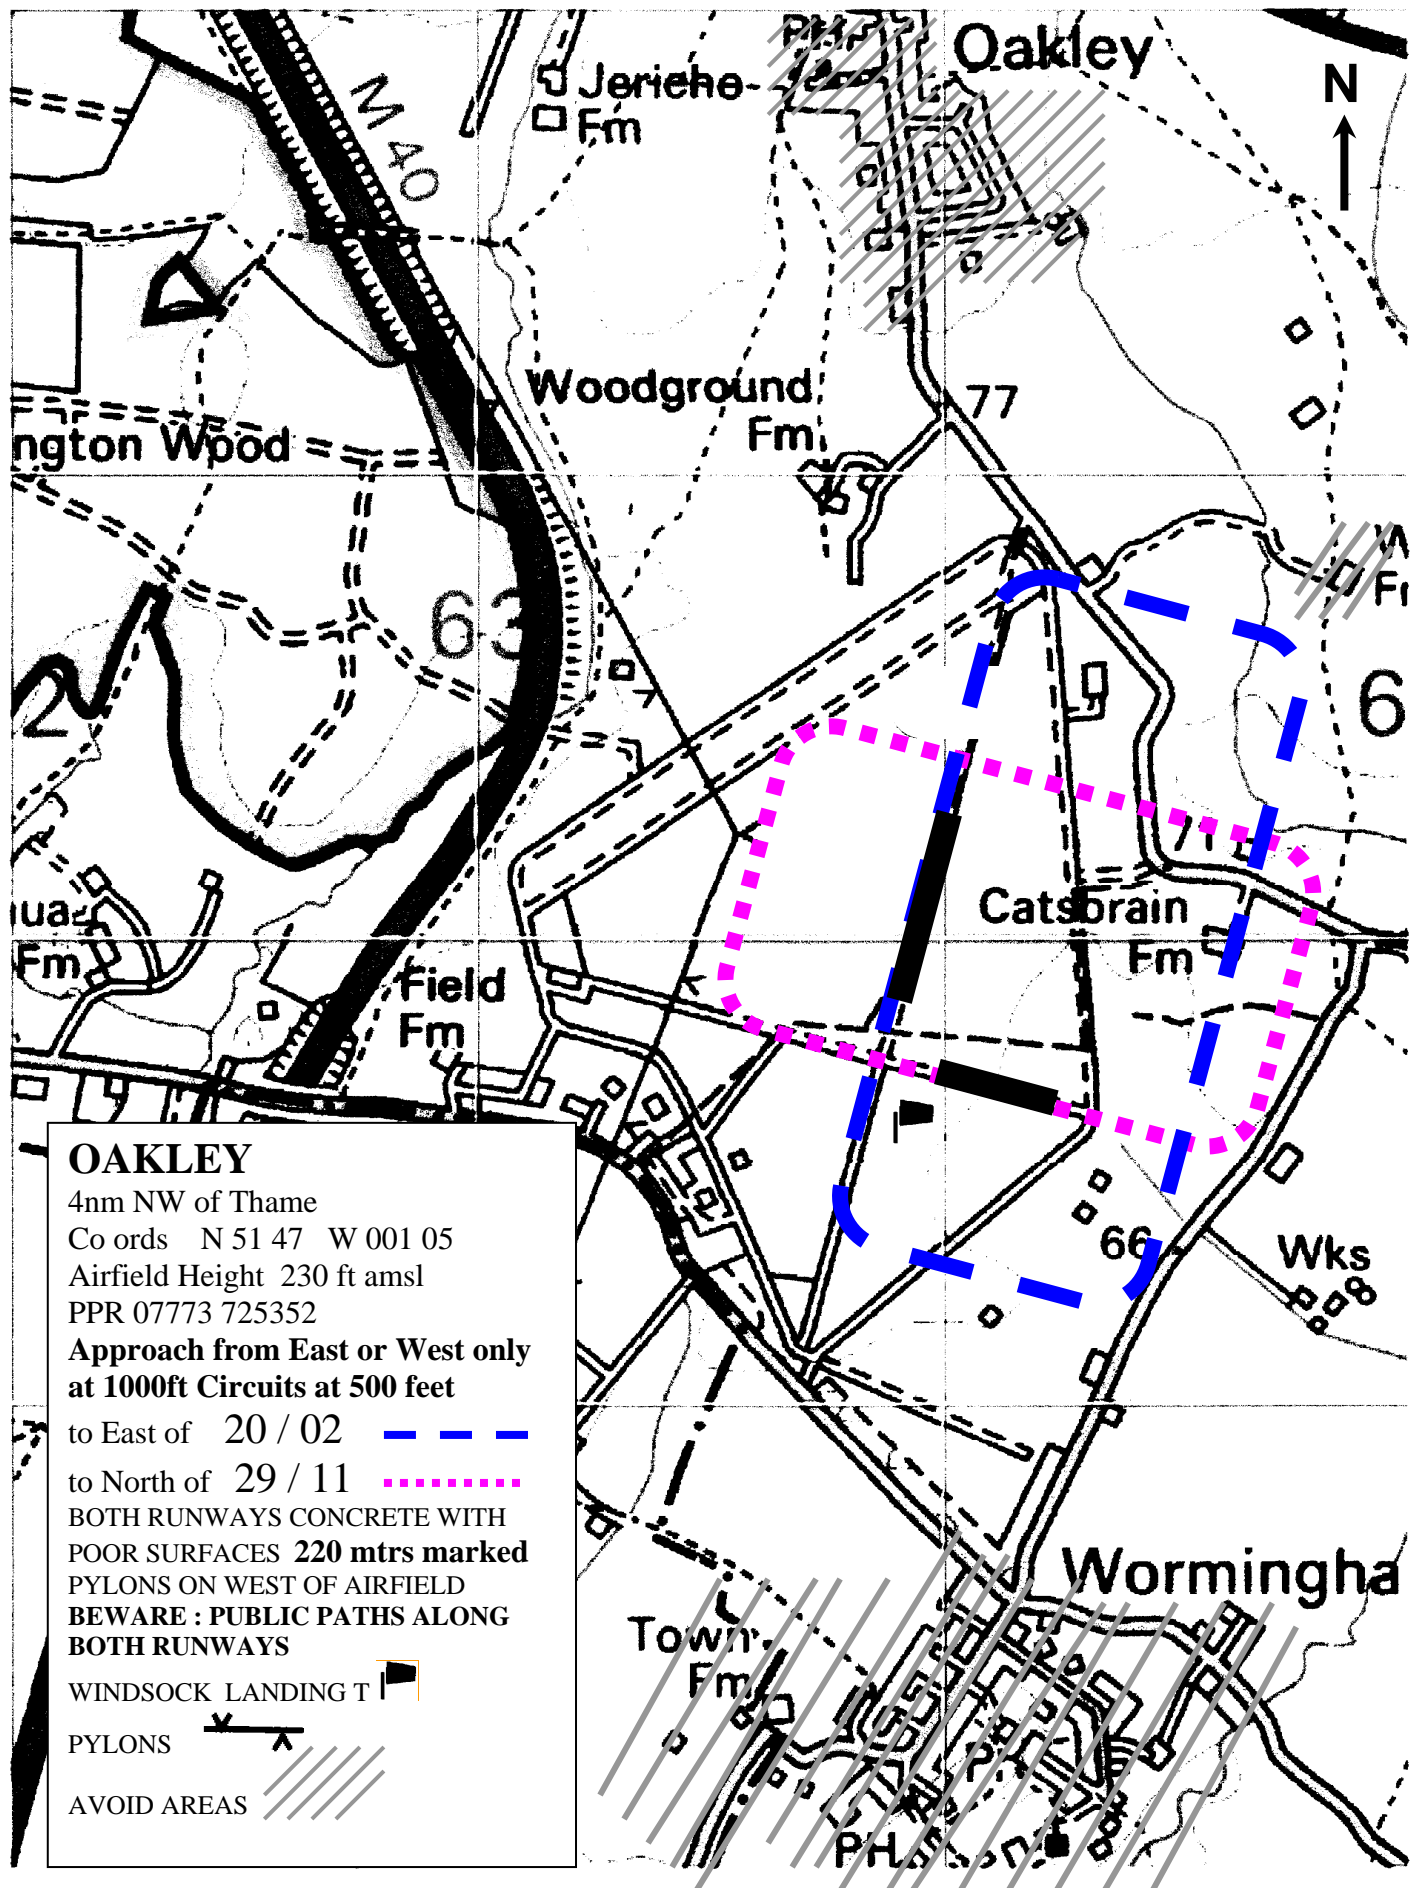 PH
Oakley
Jericho
Fm
N
M 40
Woodground
Fm
77
ngton Wood
63
6
2
71
Catsbrain
Fm
Fm
Field
Fm
66
Wks
OAKLEY
4nm NW of Thame
Co ords N 51 47 W 001 05
Airfield Height 230 ft amsl
PPR 07773 725352
Approach from East or West only
at 1000ft Circuits at 500 feet
to East of 20 / 02
to North of 29 / 11
BOTH RUNWAYS CONCRETE WITH
POOR SURFACES 220 mtrs marked
PYLONS ON WEST OF AIRFIELD
BEWARE : PUBLIC PATHS ALONG
BOTH RUNWAYS
WINDSOCK LANDING T
PYLONS
AVOID AREAS
Wormingha
Town
Fm
PH